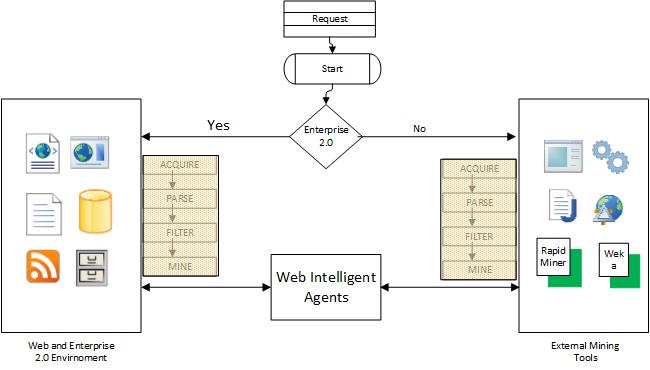 Request
Start
Enterprise
2.0
Yes
No
ACQUIRE
PARSE
FILTER
MINE
ACQUIRE
PARSE
FILTER
MINE
Rapid
Miner
Wek
a
Web Intelligent
Agents
Web and Enterprise
2.0 Envirnoment
External Mining
Tools